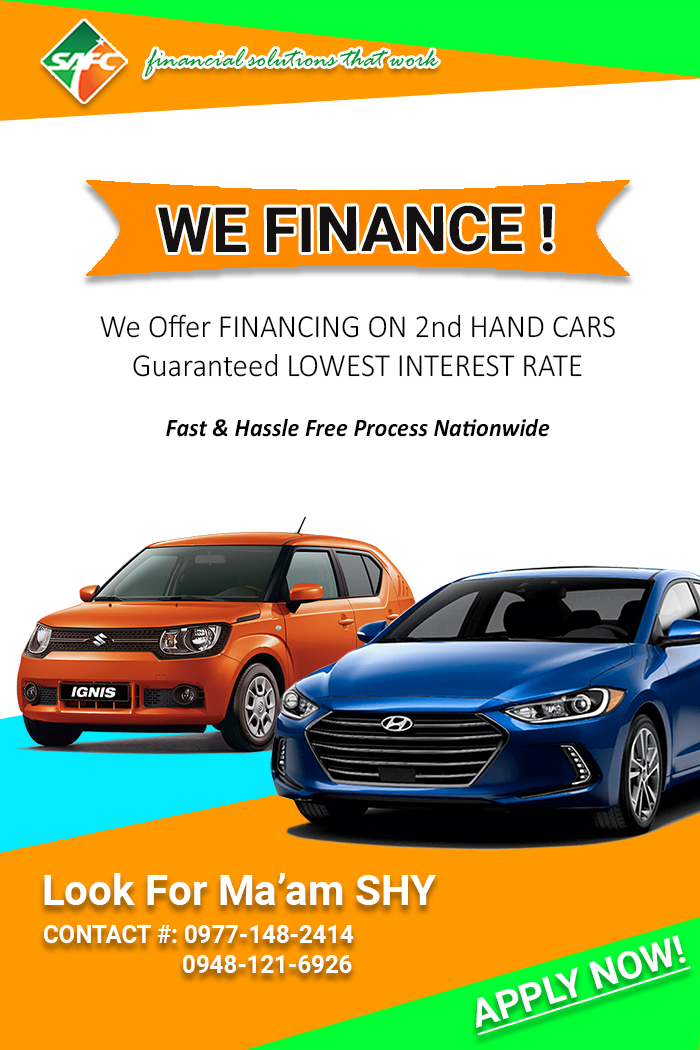 SAFC
financial solutions that work
WE FINANCE !
We Offer FINANCING ON 2nd HAND CARS
Guaranteed LOWEST INTEREST RATE
Fast & Hassle Free Process Nationwide
IGNIS
Look For Ma’am SHY
CONTACT #: 0977-148-2414
0948-121-6926
APPLY NOW!